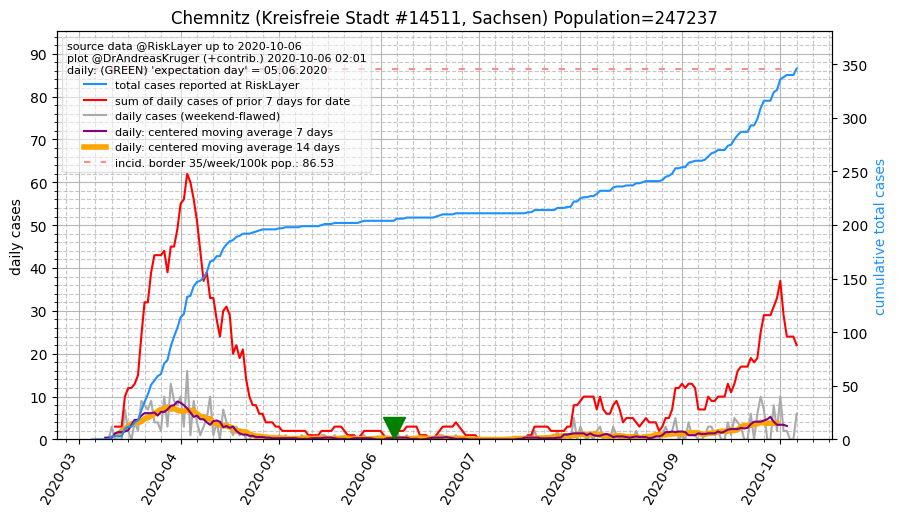 Chemnitz (Kreisfreie Stadt #14511, Sachsen) Population=247237
source data @RiskLayer up to 2020-10-06
plot @DrAndreasKruger (+contrib.) 2020-10-06 02:01
daily: (GREEN) 'expectation day' = 05.06.2020
total cases reported at RiskLayer
sum of daily cases of prior 7 days for date
daily cases (weekend-flawed)
daily: centered moving average 7 days
daily: centered moving average 14 days
incid. border 35/week/100k pop.: 86.53
daily cases
90
80
70
60
50
40
30
20
10
0
350
300
250
200
150
100
50
0
cumulative total cases
2020-03
2020-04
2020-05
2020-06
2020-07
2020-08
2020-09
2020-10